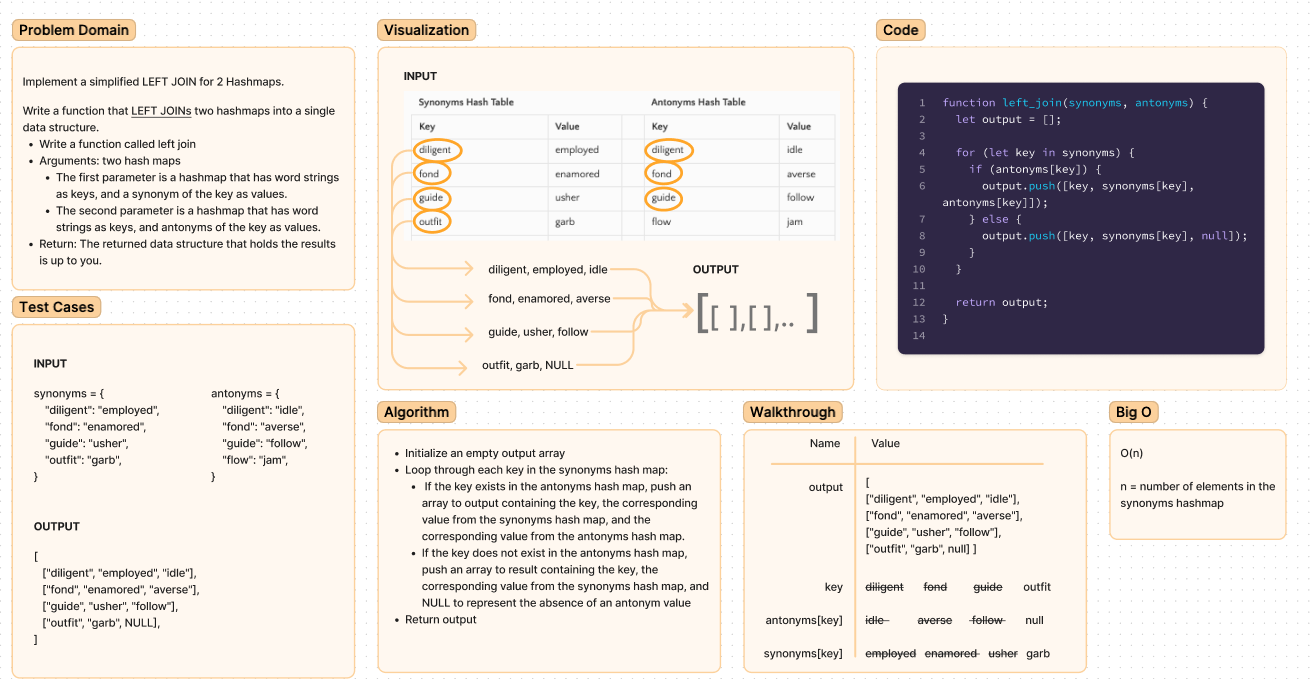 Problem Domain
Implement a simplified LEFT JOIN for 2 Hashmaps.
Write a function that LEFT JOINs two hashmaps into a single
data structure.
• Write a function called left join
• Arguments: two hash maps
• The first parameter is a hashmap that has word strings
as keys, and a synonym of the key as values.
• The second parameter is a hashmap that has word
strings as keys, and antonyms of the key as values.
• Return: The returned data structure that holds the results
is up to you.
Test Cases
INPUT
synonyms = {
"diligent": "employed",
"fond": "enamored",
"guide": "usher",
"outfit": "garb",
}
antonyms = {
"diligent": "idle",
"fond": "averse",
"guide": "follow",
"flow": "jam",
}
OUTPUT
[
["diligent", "employed", "idle"],
["fond", "enamored", "averse"],
["guide", "usher", "follow"],
["outfit", "garb", NULL],
]
Visualization
INPUT
Synonyms Hash Table Antonyms Hash Table
Key Value Key Value
diligent employed diligent idle
fond enamored fond averse
guide usher guide follow
outfit garb flow jam
diligent, employed, idle
fond, enamored, averse
guide, usher, follow
outfit, garb, NULL
OUTPUT
[[ ],[ ],.. ]
Code
1 function left_join(synonyms, antonyms) {
2 let output = [];
3
4 for (let key in synonyms) {
5 if (antonyms[key]) {
6 output.push([key, synonyms[key],
antonyms[key]]);
7 } else {
8 output.push([key, synonyms[key], null]);
9 }
10 }
11
12 return output;
13 }
14
Algorithm
• Initialize an empty output array
• Loop through each key in the synonyms hash map:
• If the key exists in the antonyms hash map, push an
array to output containing the key, the corresponding
value from the synonyms hash map, and the
corresponding value from the antonyms hash map.
• If the key does not exist in the antonyms hash map,
push an array to result containing the key, the
corresponding value from the synonyms hash map, and
NULL to represent the absence of an antonym value
• Return output
Walkthrough
Name Value
output [
["diligent", "employed", "idle"],
["fond", "enamored", "averse"],
["guide", "usher", "follow"],
["outfit", "garb", null] ]
key diligent fond guide outfit
antonyms[key] idle averse follow null
synonyms[key] employed enamored usher garb
Big O
O(n)
n = number of elements in the
synonyms hashmap